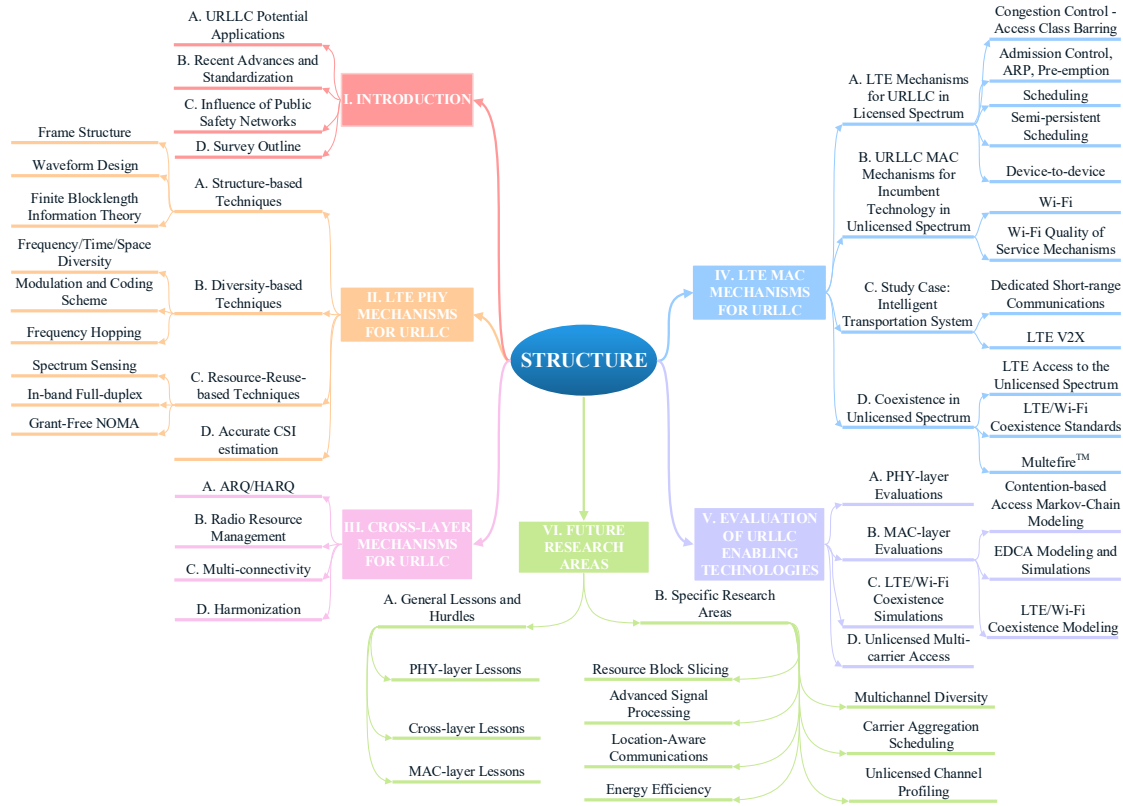 STRUCTURE
I. INTRODUCTION
A. URLLC Potential
Applications
B. Recent Advances and
Standardization
C. Influence of Public
Safety Networks
D. Survey Outline
II. LTE PHY
MECHANISMS
FOR URLLC
A. Structure-based
Techniques
Frame Structure
Waveform Design
Finite Blocklength
Information Theory
B. Diversity-based
Techniques
Frequency/Time/Space
Diversity
Modulation and Coding
Scheme
Frequency Hopping
C. Resource-Reuse-
based Techniques
Spectrum Sensing
In-band Full-duplex
Grant-Free NOMA
D. Accurate CSI
estimation
III. CROSS-LAYER
MECHANISMS
FOR URLLC
A. ARQ/HARQ
B. Radio Resource
Management
C. Multi-connectivity
D. Harmonization
IV. LTE MAC
MECHANISMS
FOR URLLC
A. LTE Mechanisms
for URLLC in
Licensed Spectrum
Congestion Control -
Access Class Barring
Admission Control,
ARP, Pre-emption
Scheduling
Semi-persistent
Scheduling
Device-to-device
B. URLLC MAC
Mechanisms for
Incumbent
Technology in
Unlicensed Spectrum
Wi-Fi
Wi-Fi Quality of
Service Mechanisms
C. Study Case:
Intelligent
Transportation System
Dedicated Short-range
Communications
LTE V2X
D. Coexistence in
Unlicensed Spectrum
LTE Access to the
Unlicensed Spectrum
LTE/Wi-Fi
Coexistence Standards
Multefire™
V. EVALUATION
OF URLLC
ENABLING
TECHNOLOGIES
A. PHY-layer
Evaluations
B. MAC-layer
Evaluations
Contention-based
Access Markov-Chain
Modeling
EDCA Modeling and
Simulations
LTE/Wi-Fi
Coexistence Modeling
C. LTE/Wi-Fi
Coexistence
Simulations
D. Unlicensed Multi-
carrier Access
VI. FUTURE
RESEARCH
AREAS
A. General Lessons and
Hurdles
PHY-layer Lessons
Cross-layer Lessons
MAC-layer Lessons
B. Specific Research
Areas
Resource Block Slicing
Advanced Signal
Processing
Location-Aware
Communications
Energy Efficiency
Multichannel Diversity
Carrier Aggregation
Scheduling
Unlicensed Channel
Profiling